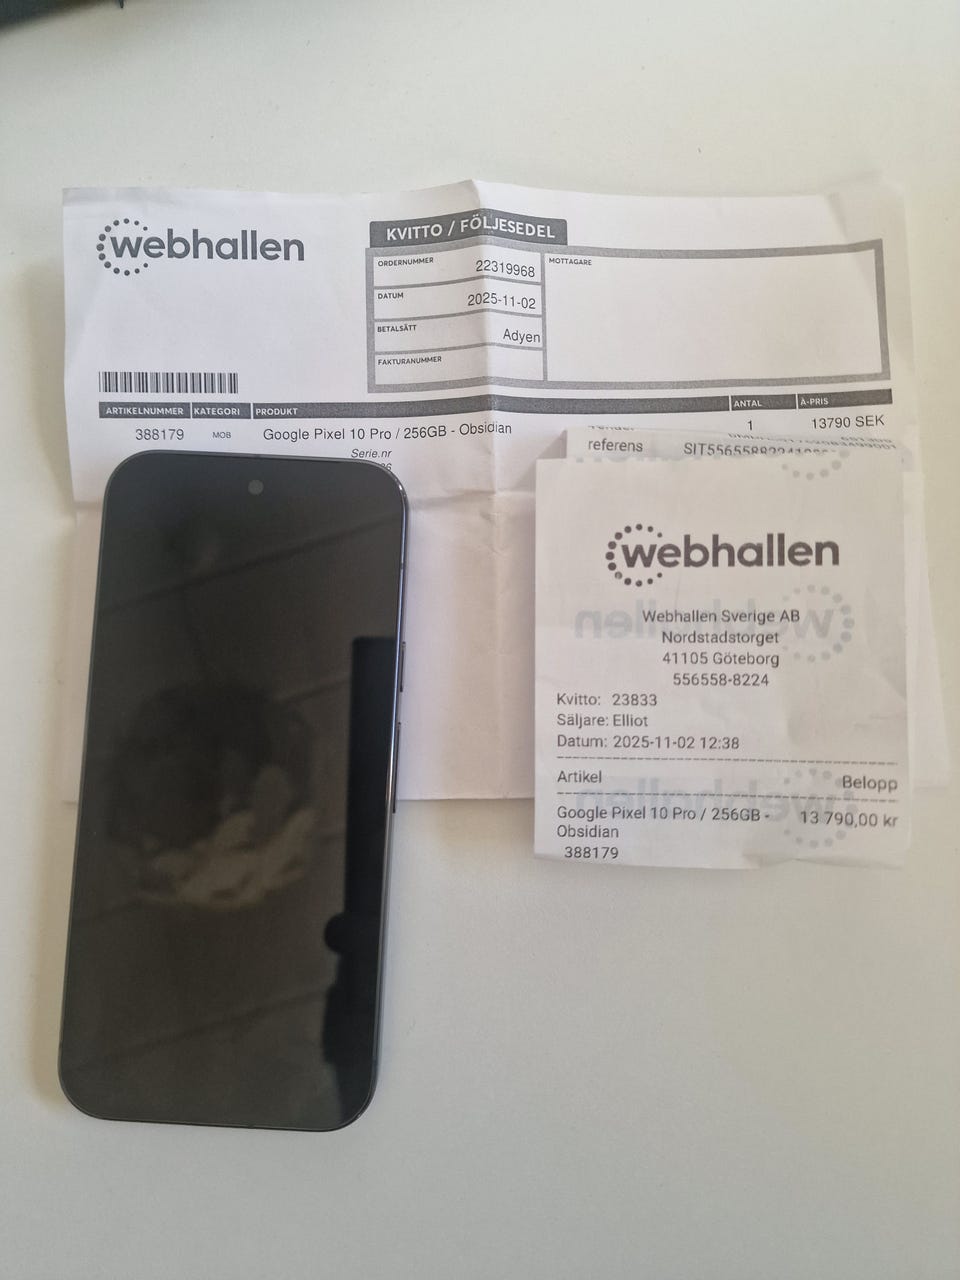 webhallen
KVITTO / FÖLJESEDEL
ORDERNUMMER 22319968
DATUM 2025-11-02
BETALSÄTT Adyen
FAKTURANUMMER
MOTTAGARE
ARTIKELNUMMER KATEGORI PRODUKT ANTAL Á-PRIS
388179 MOB Google Pixel 10 Pro / 256GB - Obsidian 1 13790 SEK
Serie.nr
referens
webhallen
Webhallen Sverige AB
Nordstadstorget
41105 Göteborg
556558-8224
Kvitto: 23833
Säljare: Elliot
Datum: 2025-11-02 12:38
Artikel Belopp
Google Pixel 10 Pro / 256GB - 13 790,00 kr
Obsidian
388179